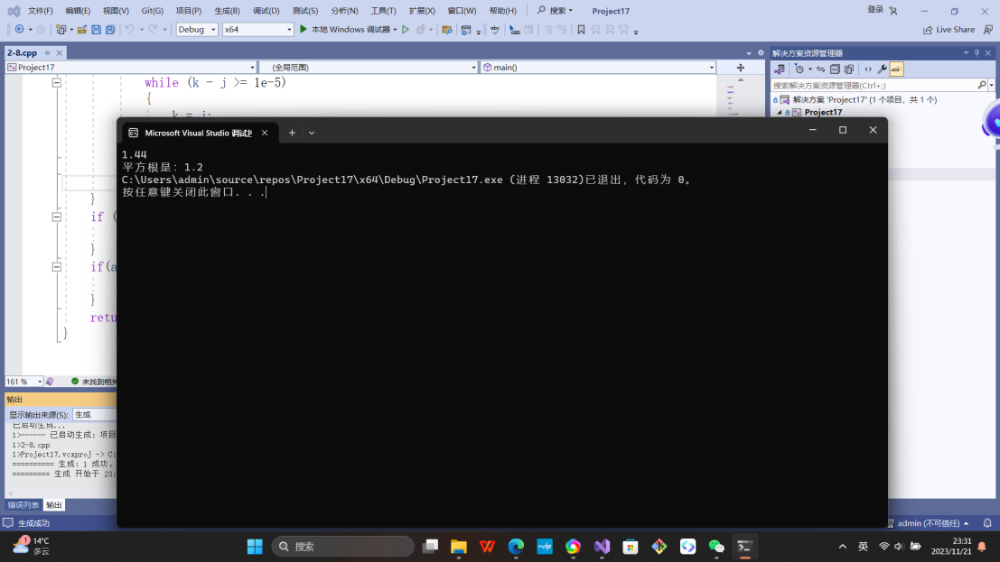 文件(F) 编辑(E) 视图(V) Git(G) 项目(P) 生成(B) 调试(D) 测试(S) 分析(N) 工具(T) 扩展(X) 窗口(W) 帮助(H) 搜索 Project17 登录
Debug x64 本地 Windows 调试器 Live Share
2-8.cpp 解决方案资源管理器
Project17 (全局范围) main()
搜索解决方案资源管理器(Ctrl+;)
解决方案 'Project17' (1 个项目, 共 1 个)
Project17
while (k - j >= 1e-5)
{
Microsoft Visual Studio 调试
1.44
平方根是: 1.2
C:\Users\admin\source\repos\Project17\x64\Debug\Project17.exe (进程 13032)已退出，代码为 0。
按任意键关闭此窗口. . .
}
if (
}
if(a
}
retu
}
161 % 未找到相关
输出
显示输出来源(S): 生成
已启动生成...
1>------ 已启动生成: 项目
1>2-8.cpp
1>Project17.vcxproj -> C:
========== 生成: 1 成功,
========= 生成 开始于 23:
错误列表 输出
生成成功 admin (不可信任)
1 14°C
多云
搜索
英
23:31
2023/11/21